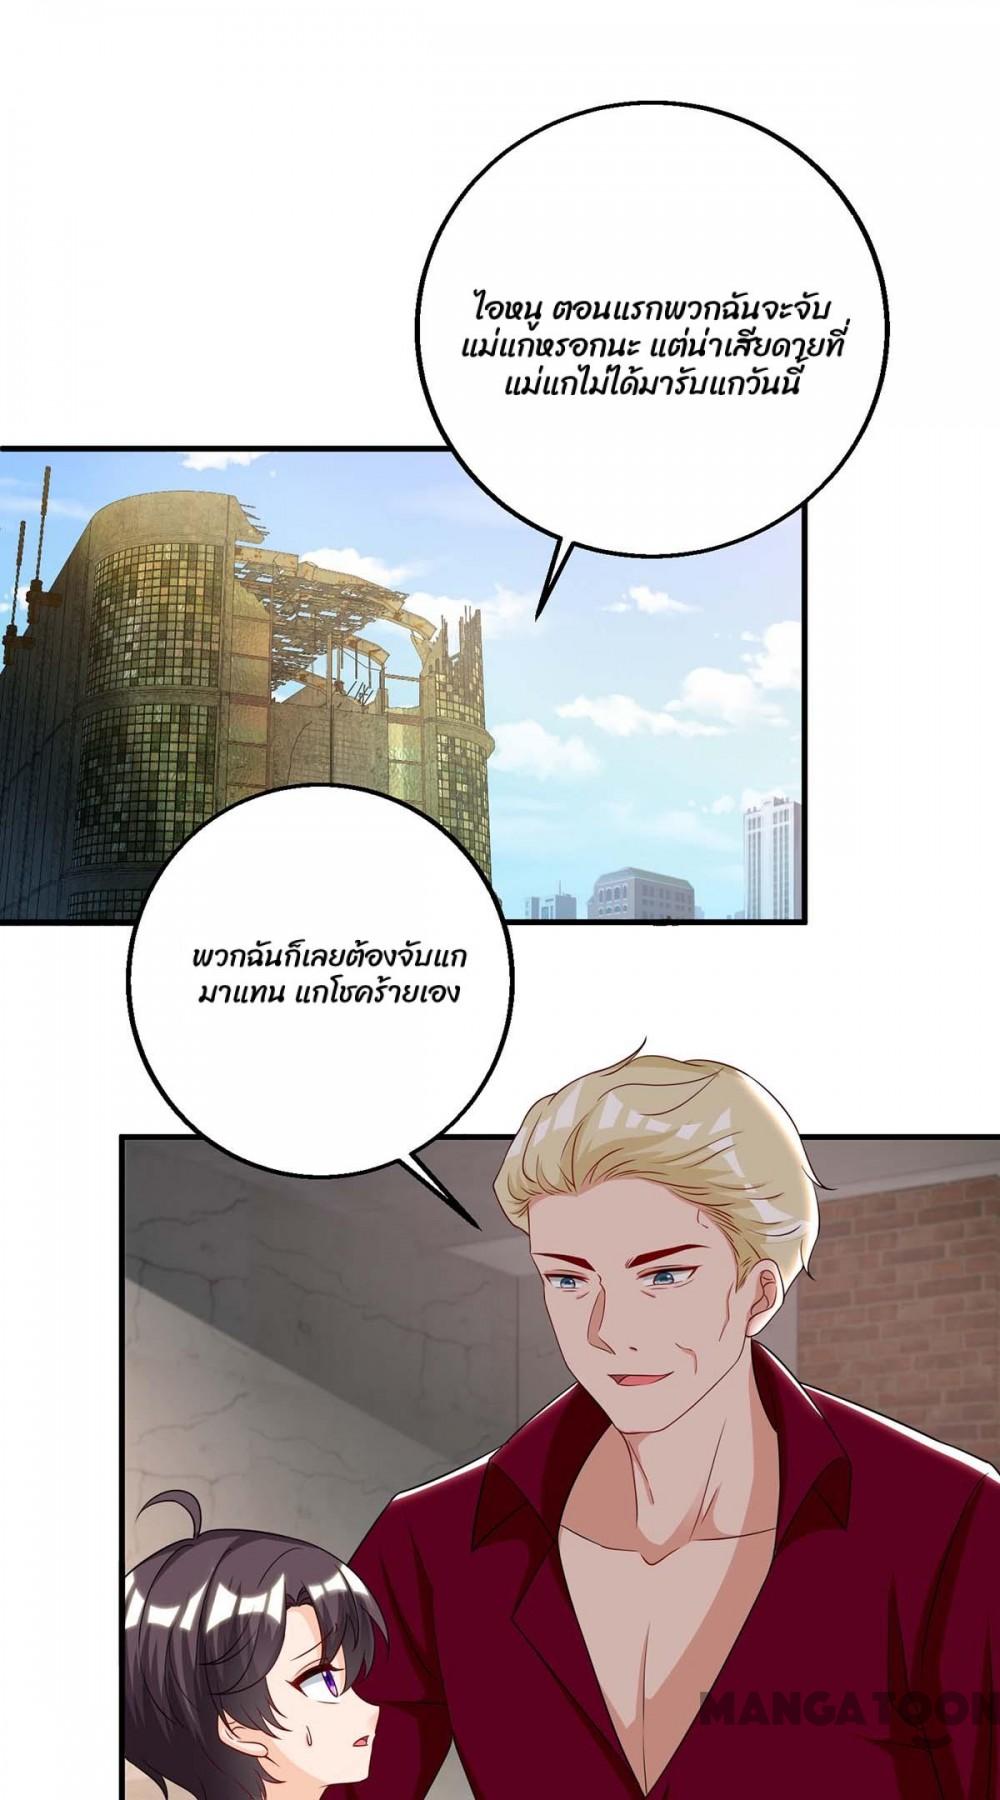 ไอหนู ตอนแรกพวกฉันจะจับ
แม่แกหรอกนะ แต่น่าเสียดายที่
แม่แกไม่ได้มารับแกวันนี้
พวกฉันก็เลยต้องจับแก
มาแทน แกโชคร้ายเอง
MANGATOON